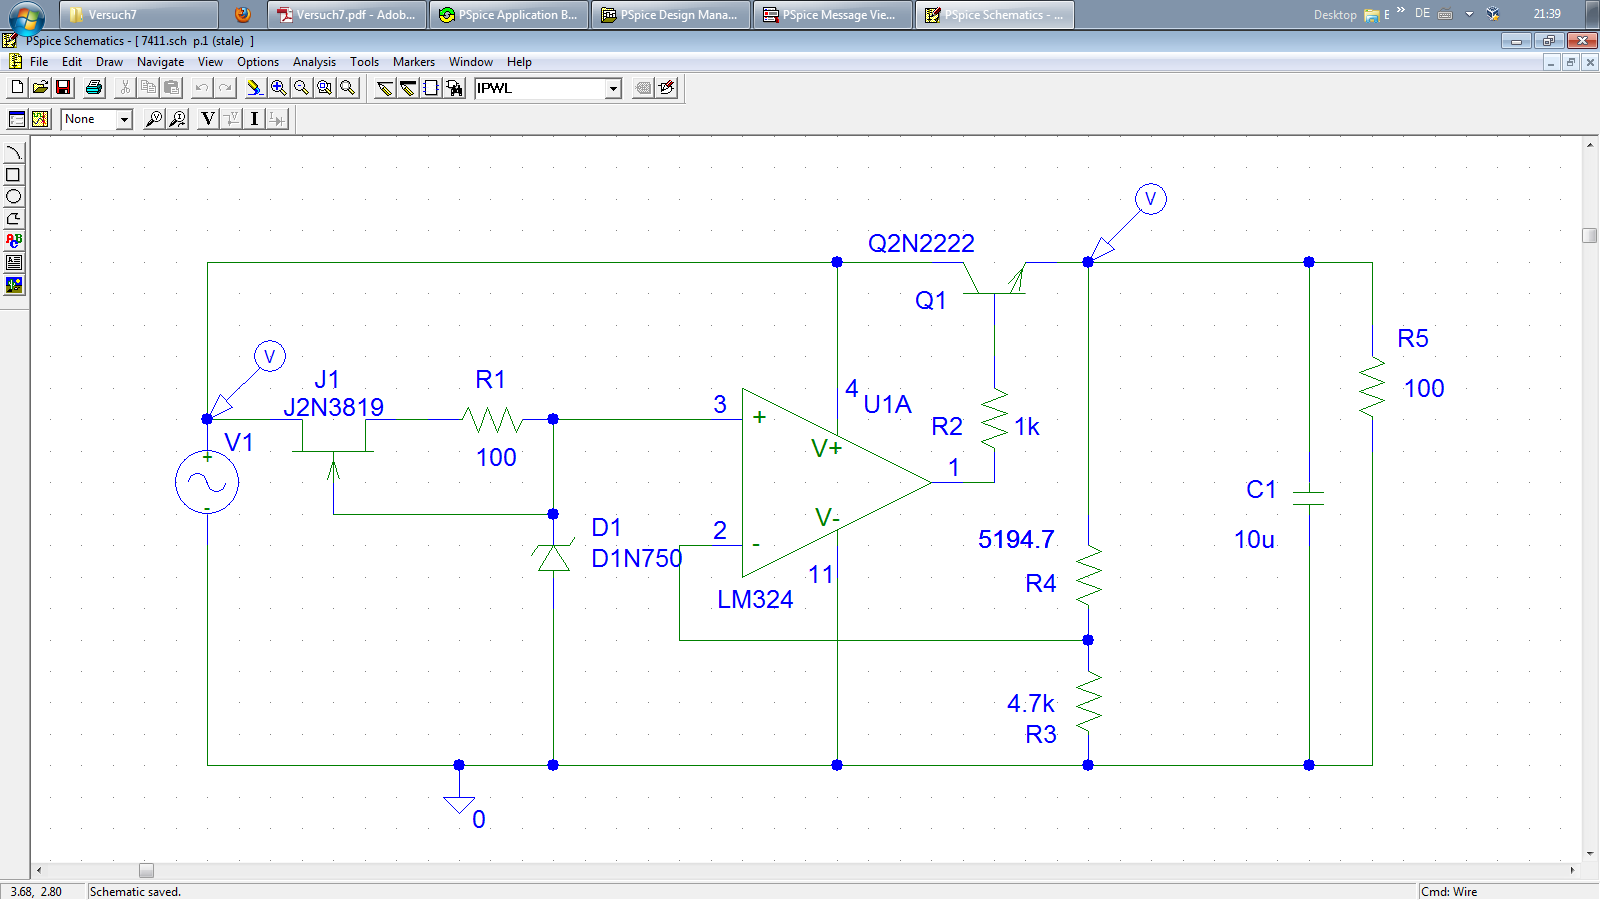 Versuch7
Versuch7.pdf - Adob...
PSpice Application B...
PSpice Design Mana...
PSpice Message Vie...
PSpice Schematics - ...
Desktop
E
»
DE
21:39
PSpice Schematics - [ 7411.sch p.1 (stale) ]
File Edit Draw Navigate View Options Analysis Tools Markers Window Help
IPWL
None
V
I
ABC
V
Q2N2222
Q1
R5
100
V
J1
J2N3819
R1
100
V1
+
-
3
+
4
U1A
V+
R2
1k
1
V-
2
-
11
LM324
D1
D1N750
5194.7
R4
C1
10u
4.7k
R3
0
3.68, 2.80
Schematic saved.
Cmd: Wire